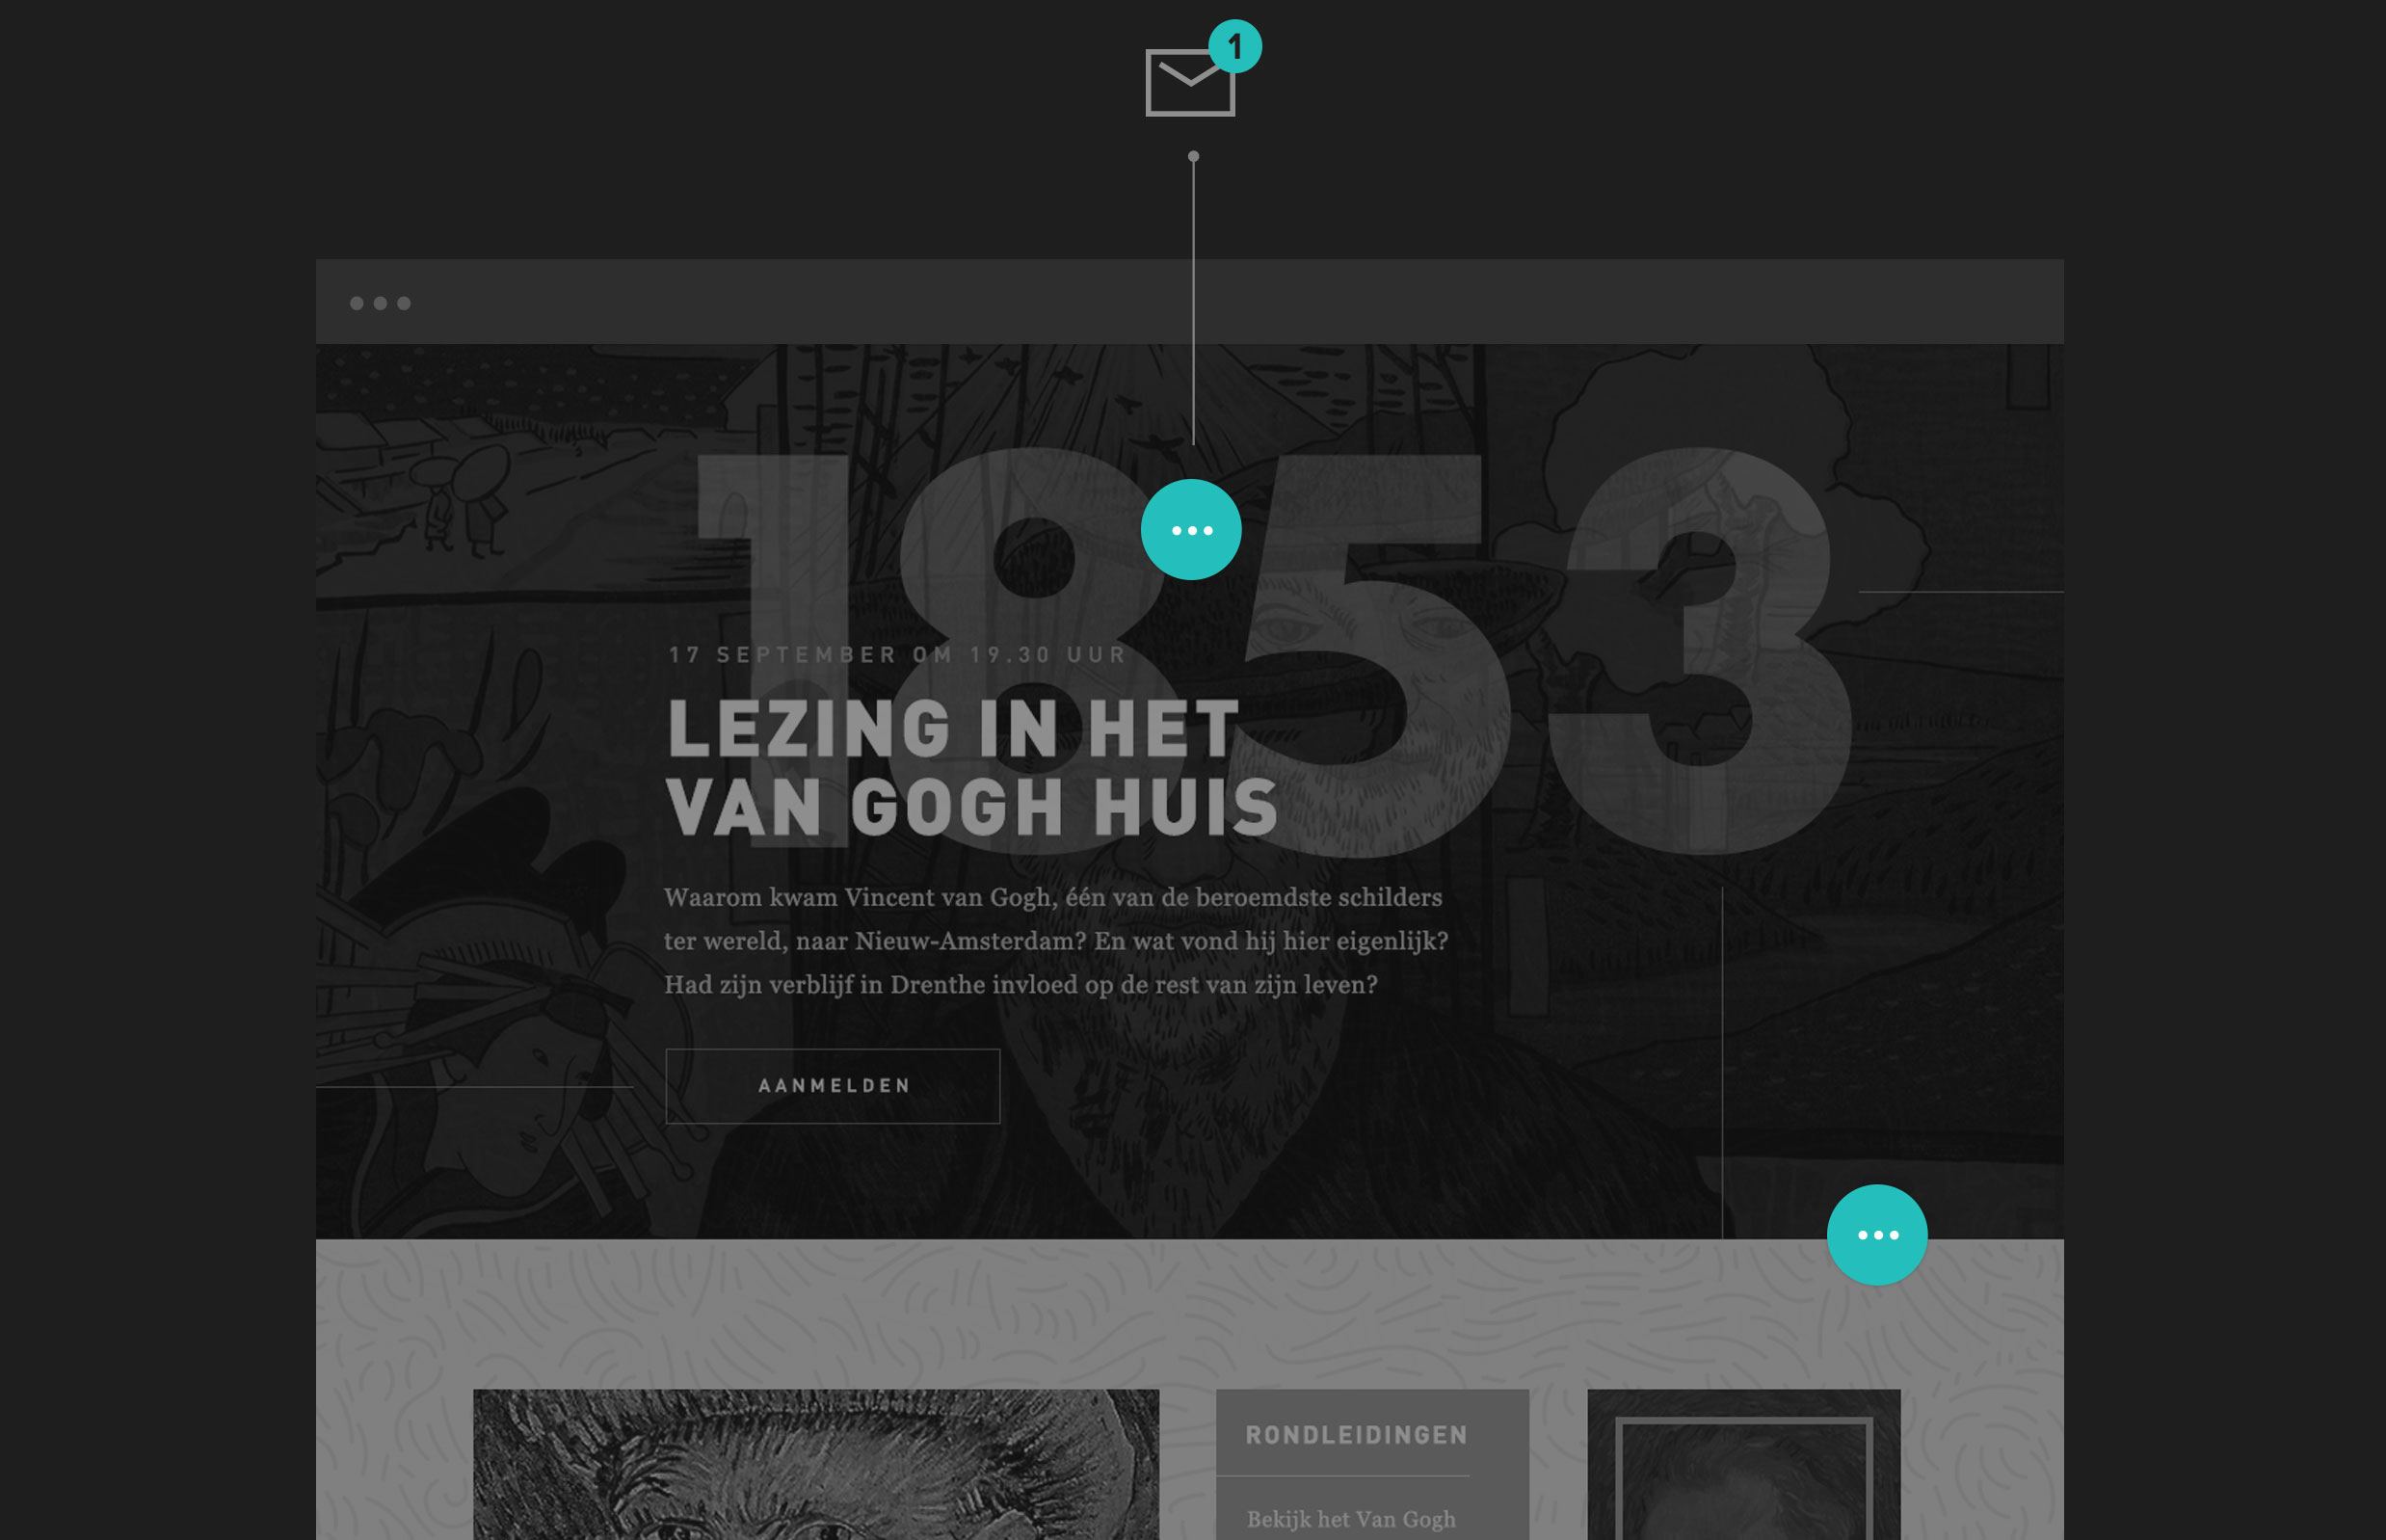 1
1853
17 SEPTEMBER OM 19.30 UUR
LEZING IN HET
VAN GOGH HUIS
Waarom kwam Vincent van Gogh, één van de beroemdste schilders
ter wereld, naar Nieuw-Amsterdam? En wat vond hij hier eigenlijk?
Had zijn verblijf in Drenthe invloed op de rest van zijn leven?
AANMELDEN
RONDLEIDINGEN
Bekijk het Van Gogh